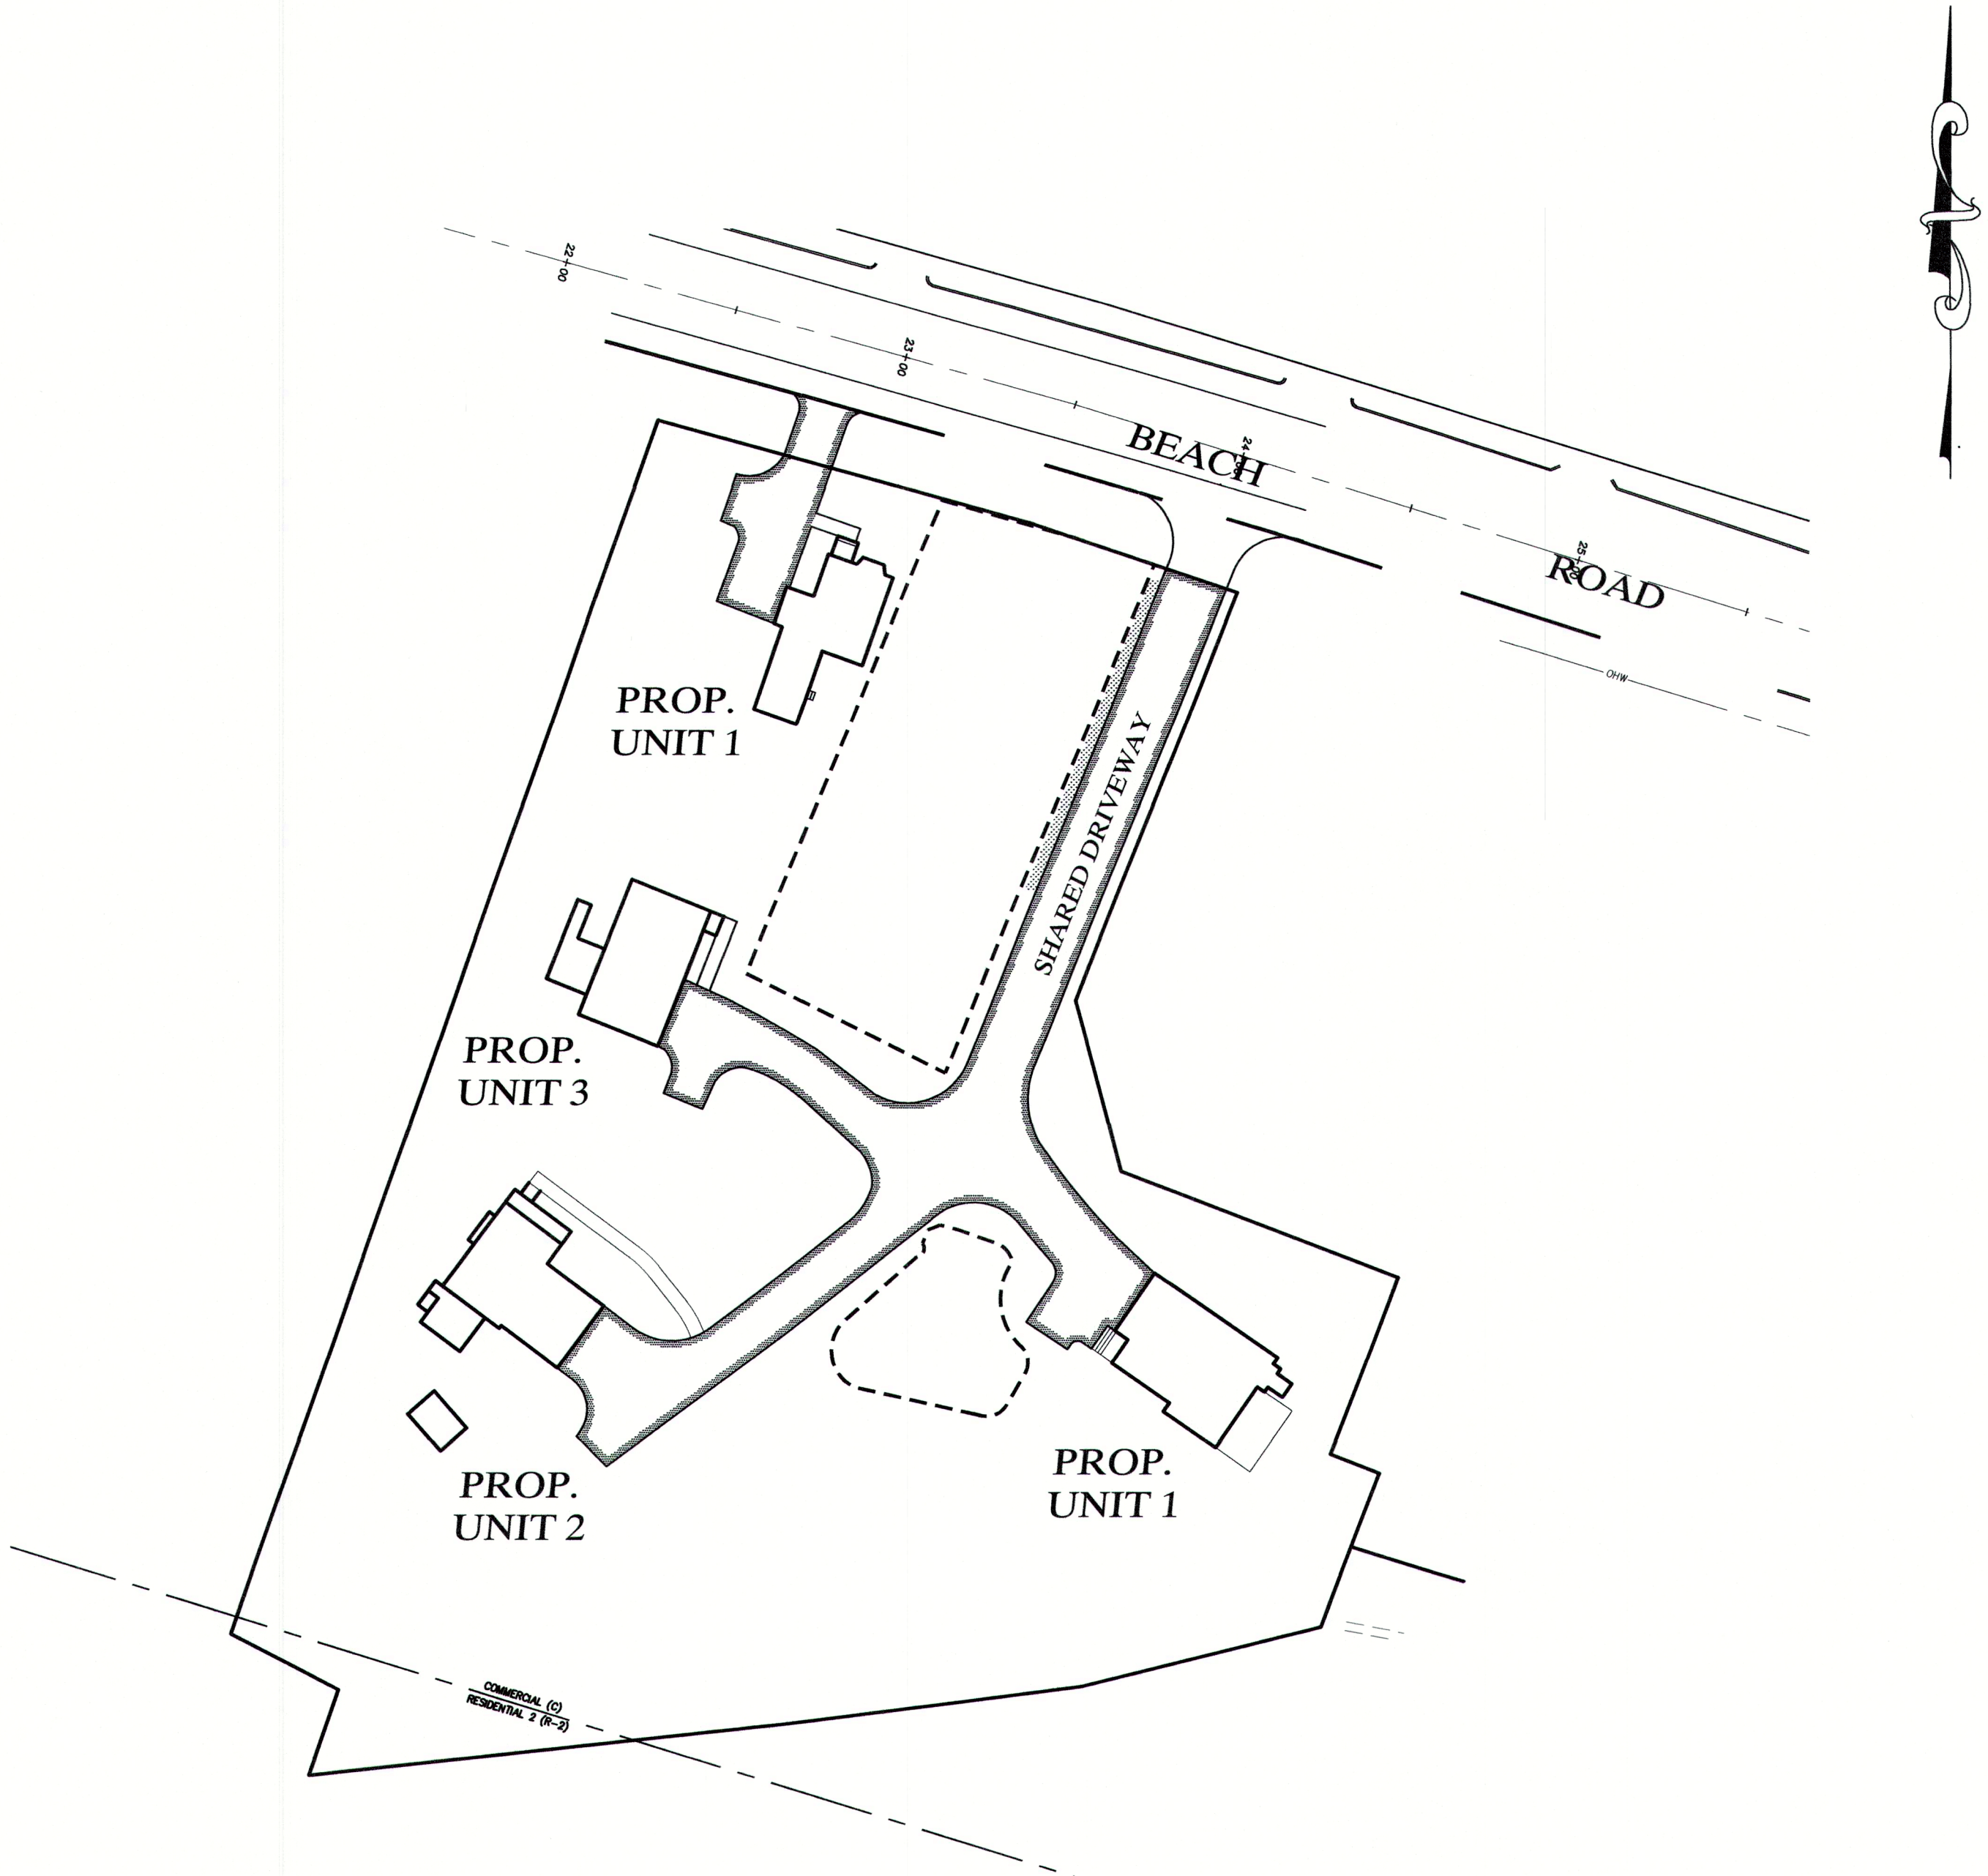 22+00
23+00
24+00
BEACH
25+00
ROAD
OHW
PROP.
UNIT 1
SHARED DRIVEWAY
PROP.
UNIT 3
PROP.
UNIT 1
PROP.
UNIT 2
COMMERCIAL (C)
RESIDENTIAL 2 (R-2)